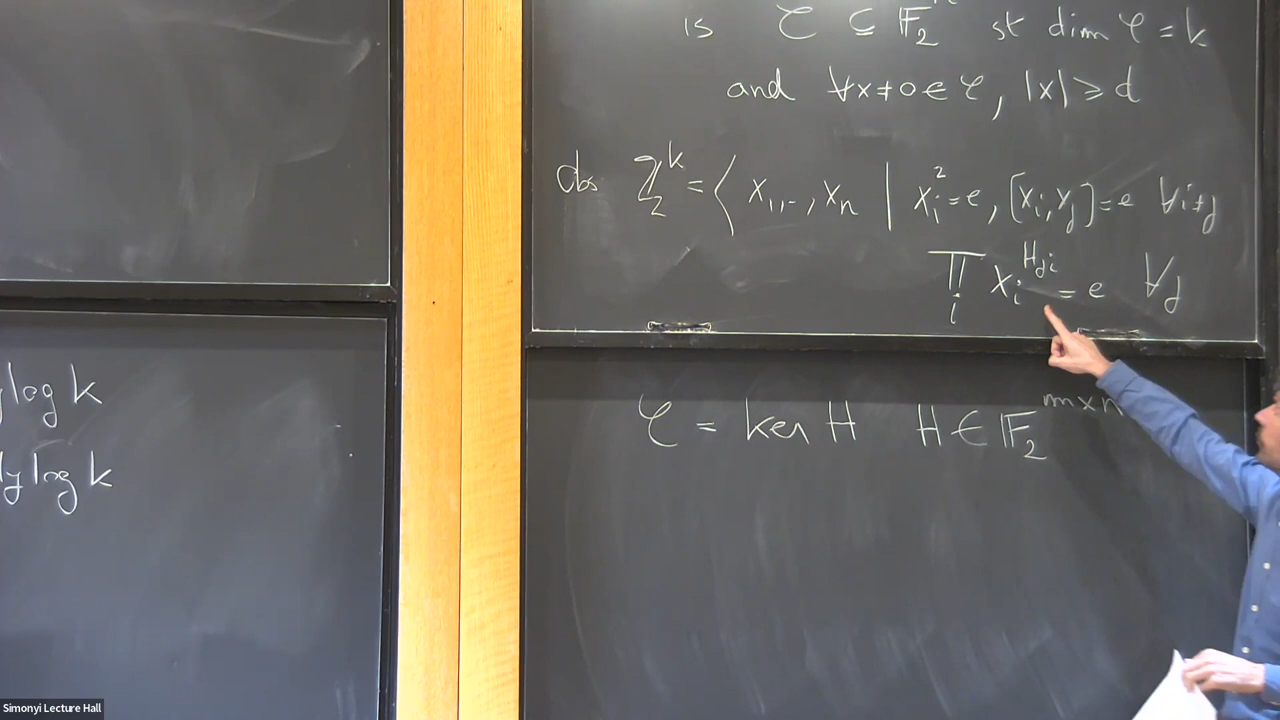 is 𝒞 ⊆ F₂ⁿ st dim 𝒞 = k
and ∀x≠0∈𝒞, |x|⩾d
Obs Z₂ᵏ = ⟨ x₁,..,xₙ | xᵢ²=e, [xᵢ,xⱼ]=e ∀i≠j
∏ᵢ xᵢ^{Hⱼᵢ} = e ∀j
log k
ylog k
𝒞 = ker H H ∈ F₂^{m×n}
Simonyi Lecture Hall